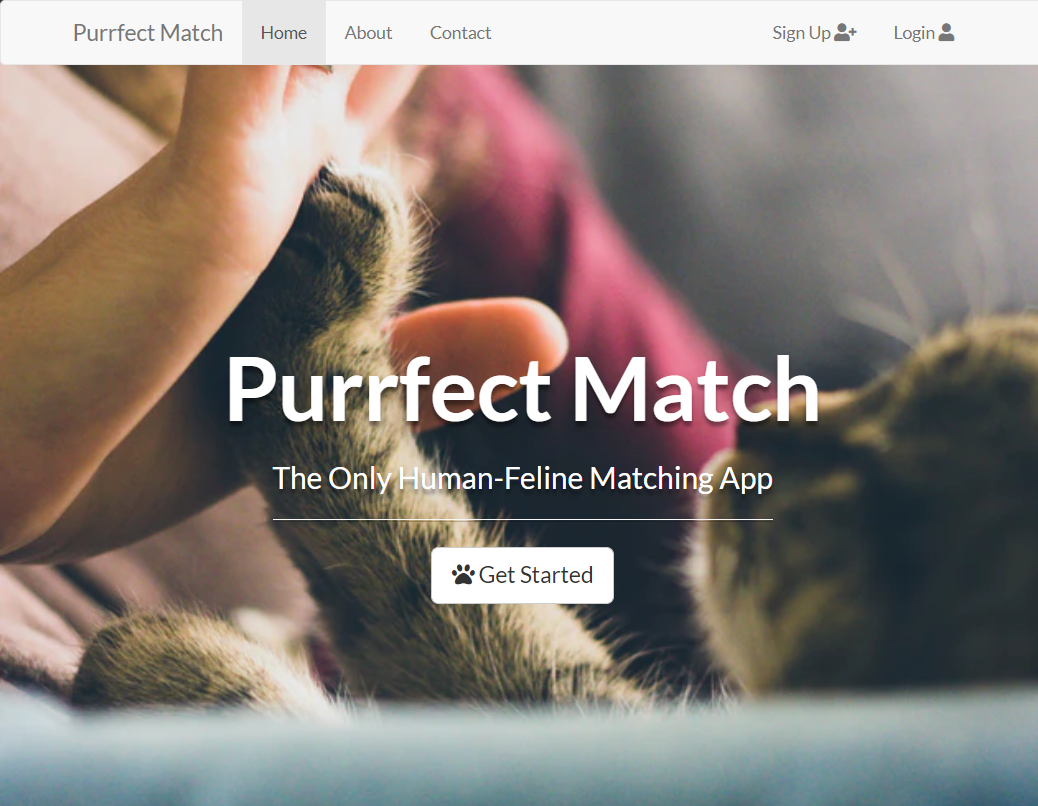 Purrfect Match Home About Contact Sign Up Login
Purrfect Match
The Only Human-Feline Matching App
Get Started